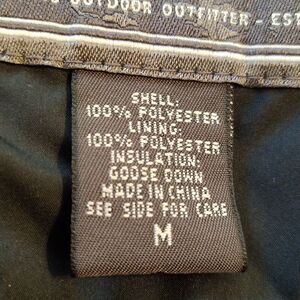 OUTDOOR OUTFITTER - EST
SHELL:
100% POLYESTER
LINING:
100% POLYESTER
INSULATION:
GOOSE DOWN
MADE IN CHINA
SEE SIDE FOR CARE
M